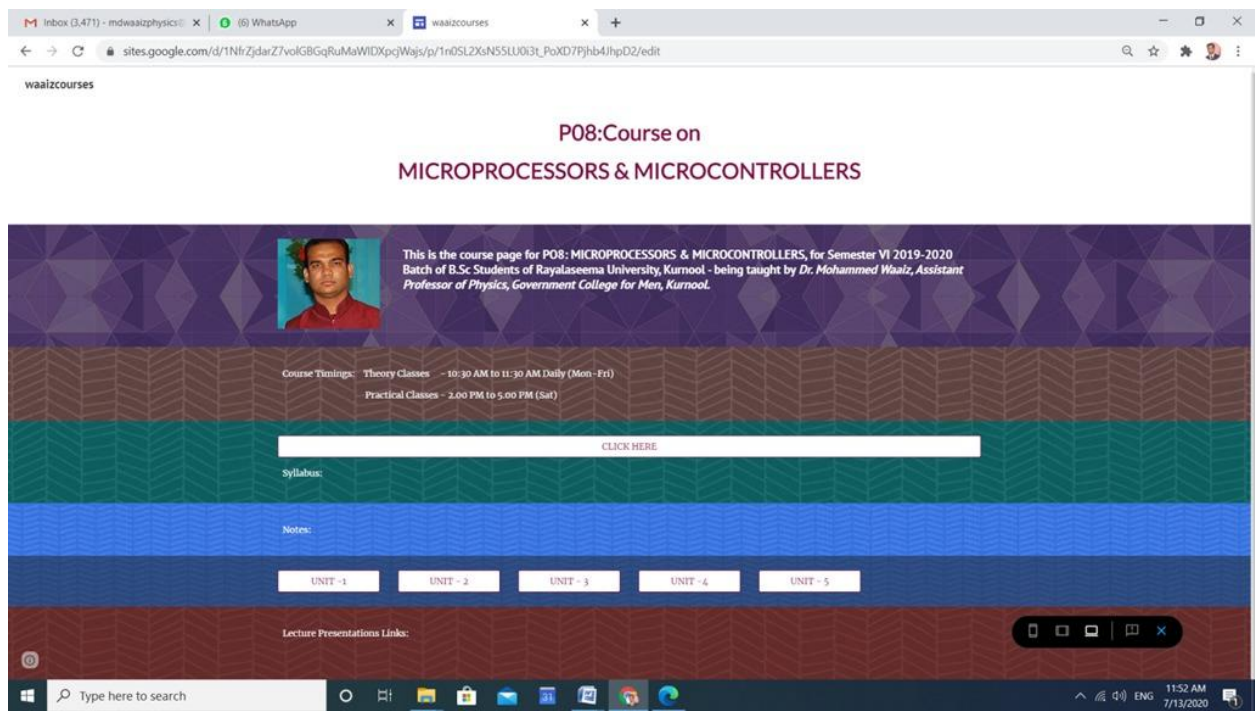 Inbox (3,471) - mdwaaizphysics
(6) WhatsApp
waaizcourses
sites.google.com/d/1NfrZjdarZ7volGBGqRuMaWIDXpcjWajs/p/1n0SL2XsN55LU0i3t_PoXD7Pjhb4JhpD2/edit
waaizcourses
P08:Course on
MICROPROCESSORS & MICROCONTROLLERS
This is the course page for P08: MICROPROCESSORS & MICROCONTROLLERS, for Semester VI 2019-2020
Batch of B.Sc Students of Rayalaseema University, Kurnool - being taught by Dr. Mohammed Waaiz, Assistant
Professor of Physics, Government College for Men, Kurnool.
Course Timings: Theory Classes - 10:30 AM to 11:30 AM Daily (Mon-Fri)
Practical Classes - 2.00 PM to 5.00 PM (Sat)
CLICK HERE
Syllabus:
Notes:
UNIT -1 UNIT - 2 UNIT - 3 UNIT -4 UNIT - 5
Lecture Presentations Links:
Type here to search
31
ENG
11:52 AM
7/13/2020
1